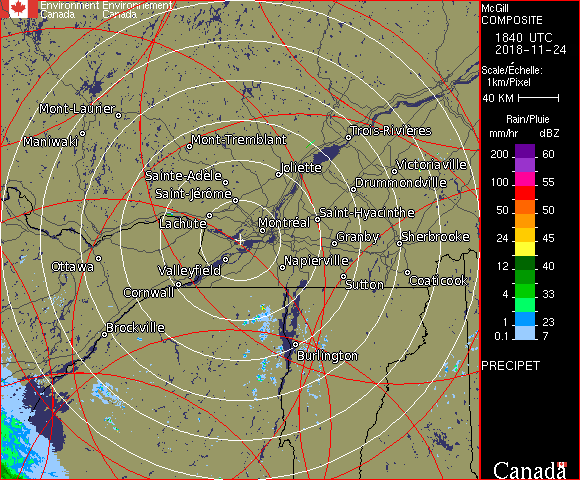 Environment Environnement
Canada Canada
McGill
COMPOSITE
1840 UTC
2018-11-24
Scale/Échelle:
1km/Pixel
40 KM
Rain/Pluie
mm/hr dBZ
200 60
100 55
50 50
24 45
12 40
4 33
1 23
0.1 7
PRECIPET
Canada
Mont-Laurier
Maniwaki
Mont-Tremblant
Trois-Rivières
Joliette
Victoriaville
Sainte-Adèle
Drummondville
Saint-Jérôme
Saint-Hyacinthe
Lachute
Montréal
Granby
Sherbrooke
Ottawa
Valleyfield
Napierville
Sutton
Coaticook
Cornwall
Brockville
Burlington